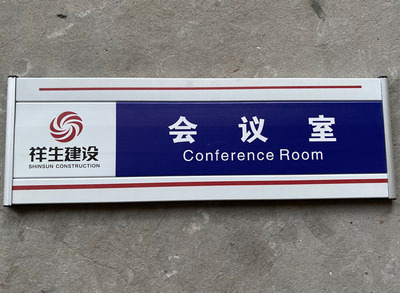 祥生建设
SHINSUN CONSTRUCTION
会议室
Conference Room